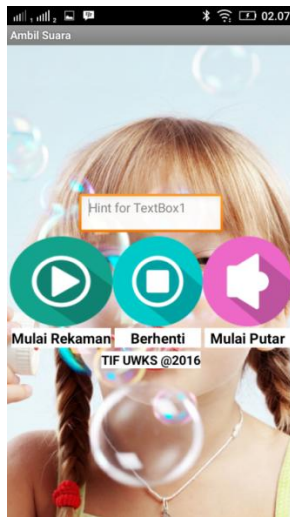 02.07
Ambil Suara
Hint for TextBox1
Mulai Rekaman Berhenti Mulai Putar
TIF UWKS @2016